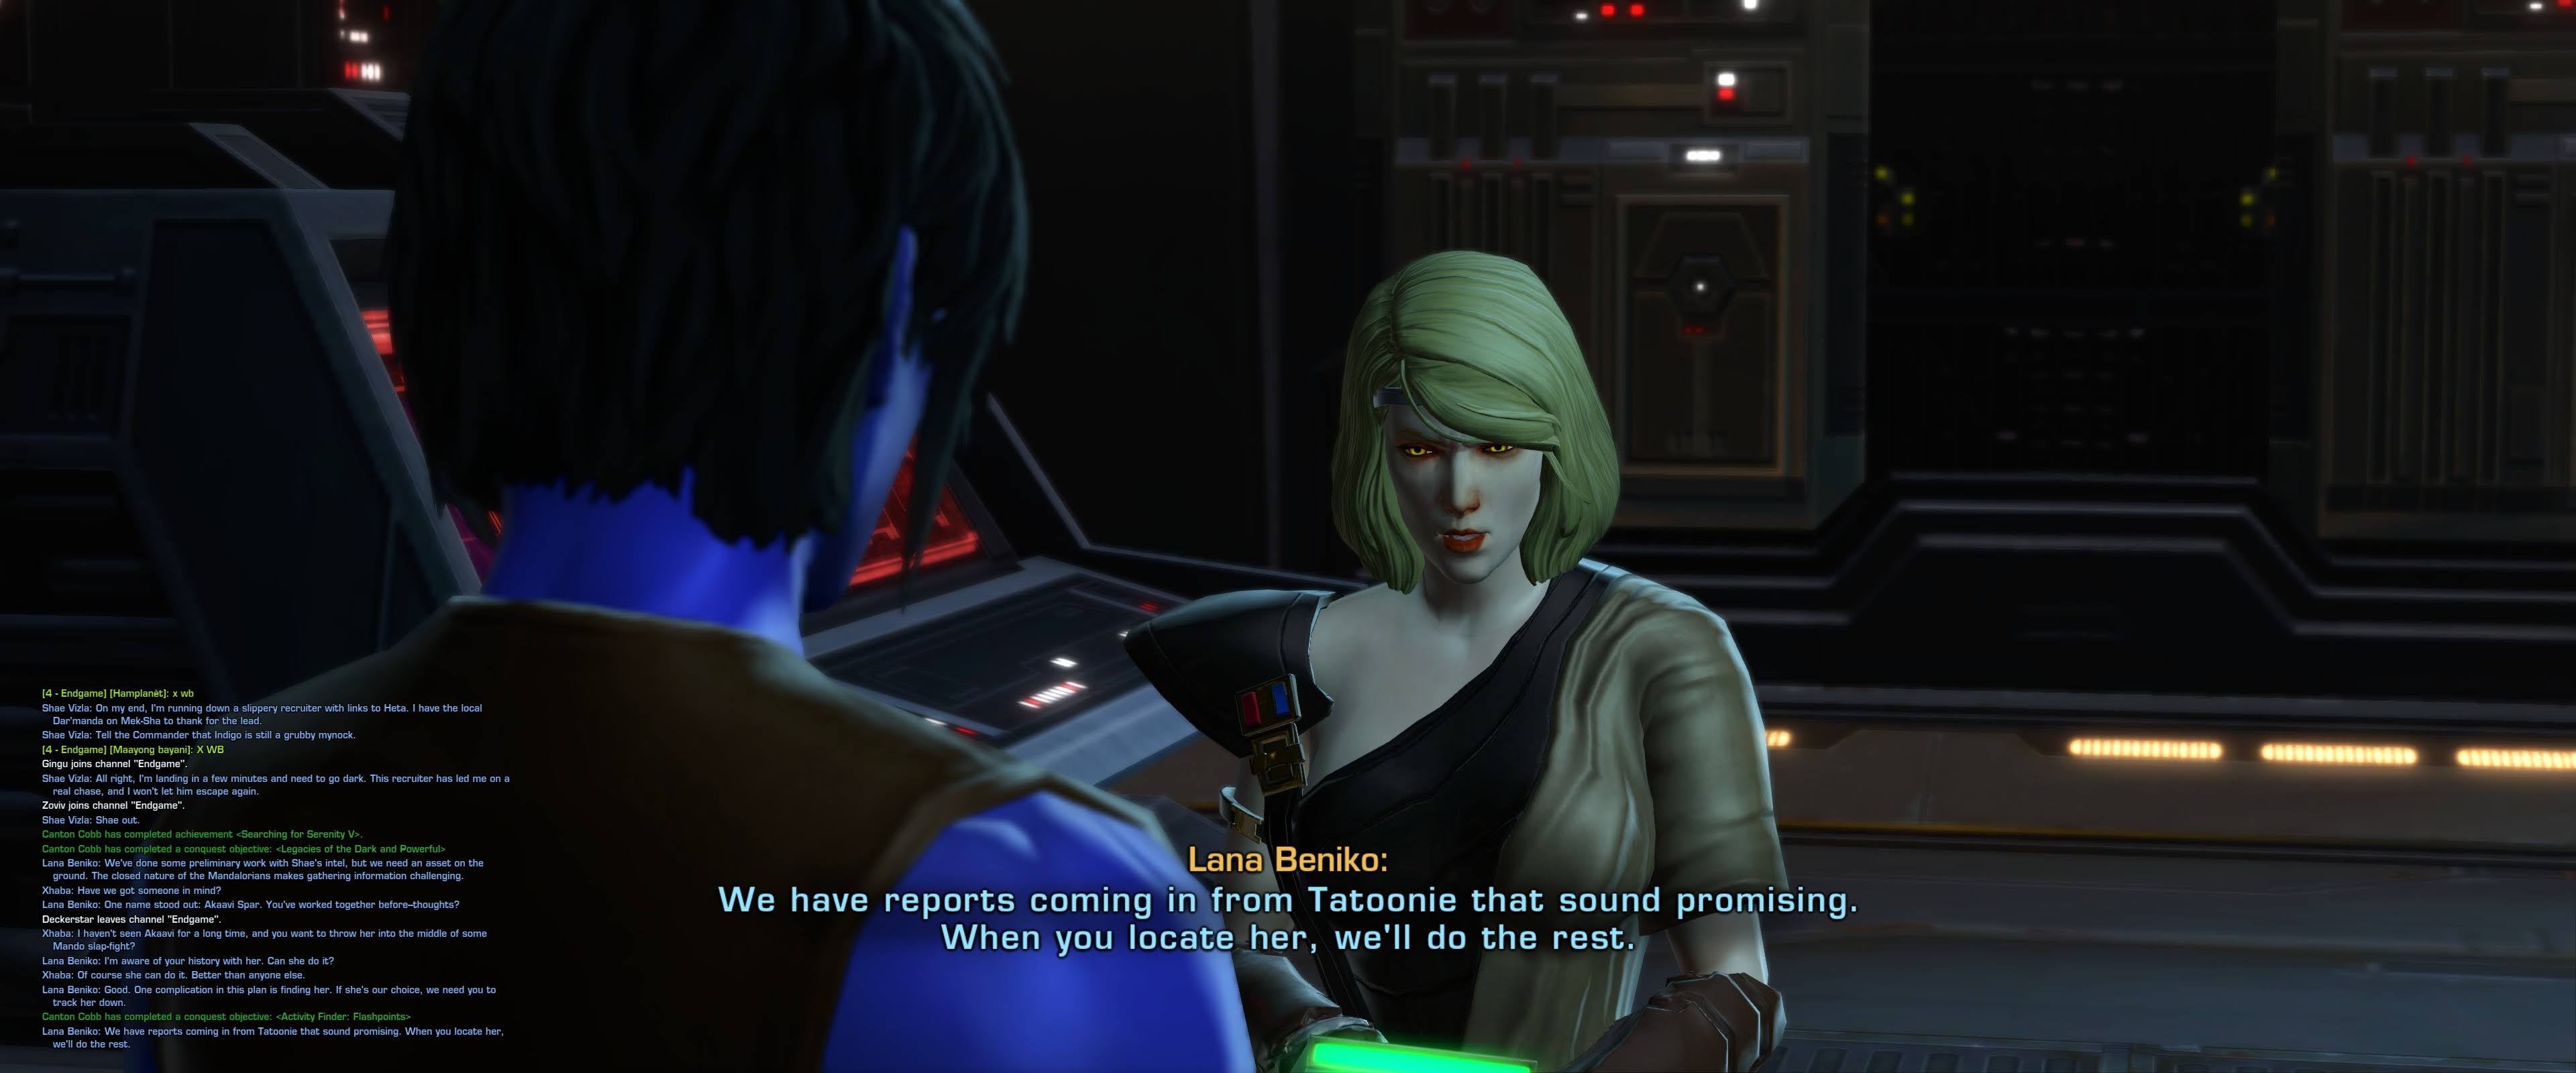 [4 - Endgame] [Hamplanèt]: x wb
Shae Vizla: On my end, I'm running down a slippery recruiter with links to Heta. I have the local
Dar'manda on Mek-Sha to thank for the lead.
Shae Vizla: Tell the Commander that Indigo is still a grubby mynock.
[4 - Endgame] [Maayong bayani]: X WB
Gingu joins channel "Endgame".
Shae Vizla: All right, I'm landing in a few minutes and need to go dark. This recruiter has led me on a
real chase, and I won't let him escape again.
Zoviv joins channel "Endgame".
Shae Vizla: Shae out.
Canton Cobb has completed achievement <Searching for Serenity V>.
Canton Cobb has completed a conquest objective: <Legacies of the Dark and Powerful>
Lana Beniko: We've done some preliminary work with Shae's intel, but we need an asset on the
ground. The closed nature of the Mandalorians makes gathering information challenging.
Xhaba: Have we got someone in mind?
Lana Beniko: One name stood out: Akaavi Spar. You've worked together before–thoughts?
Deckerstar leaves channel "Endgame".
Xhaba: I haven't seen Akaavi for a long time, and you want to throw her into the middle of some
Mando slap-fight?
Lana Beniko: I'm aware of your history with her. Can she do it?
Xhaba: Of course she can do it. Better than anyone else.
Lana Beniko: Good. One complication in this plan is finding her. If she's our choice, we need you to
track her down.
Canton Cobb has completed a conquest objective: <Activity Finder: Flashpoints>
Lana Beniko: We have reports coming in from Tatoonie that sound promising. When you locate her,
we'll do the rest.
Lana Beniko:
We have reports coming in from Tatoonie that sound promising.
When you locate her, we'll do the rest.